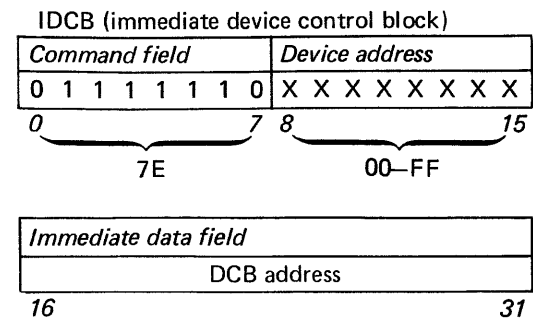 IDCB (immediate device control block)
Command field Device address
0 1 1 1 1 1 1 0 X X X X X X X X
0 7 8 15
7E 00–FF
Immediate data field
DCB address
16 31